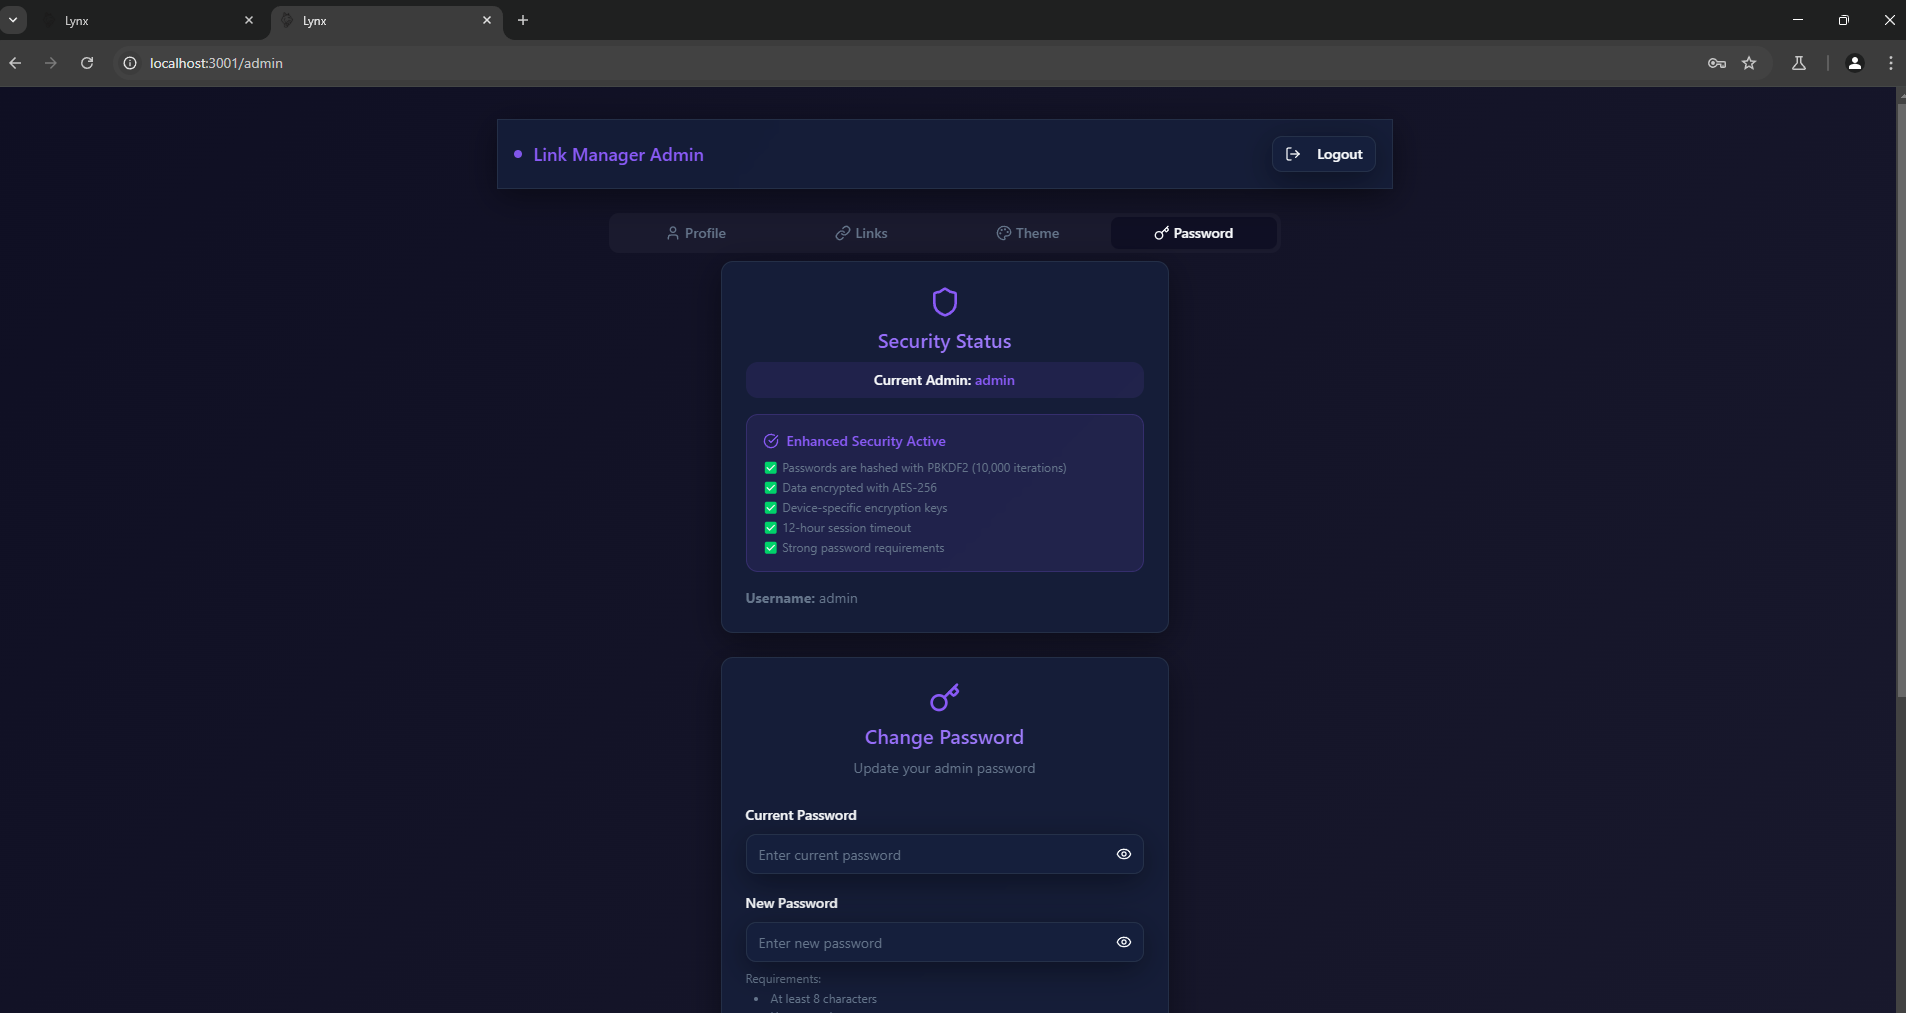 Lynx
Lynx
localhost:3001/admin
Link Manager Admin
Logout
Profile
Links
Theme
Password
Security Status
Current Admin: admin
Enhanced Security Active
Passwords are hashed with PBKDF2 (10,000 iterations)
Data encrypted with AES-256
Device-specific encryption keys
12-hour session timeout
Strong password requirements
Username: admin
Change Password
Update your admin password
Current Password
Enter current password
New Password
Enter new password
Requirements:
At least 8 characters